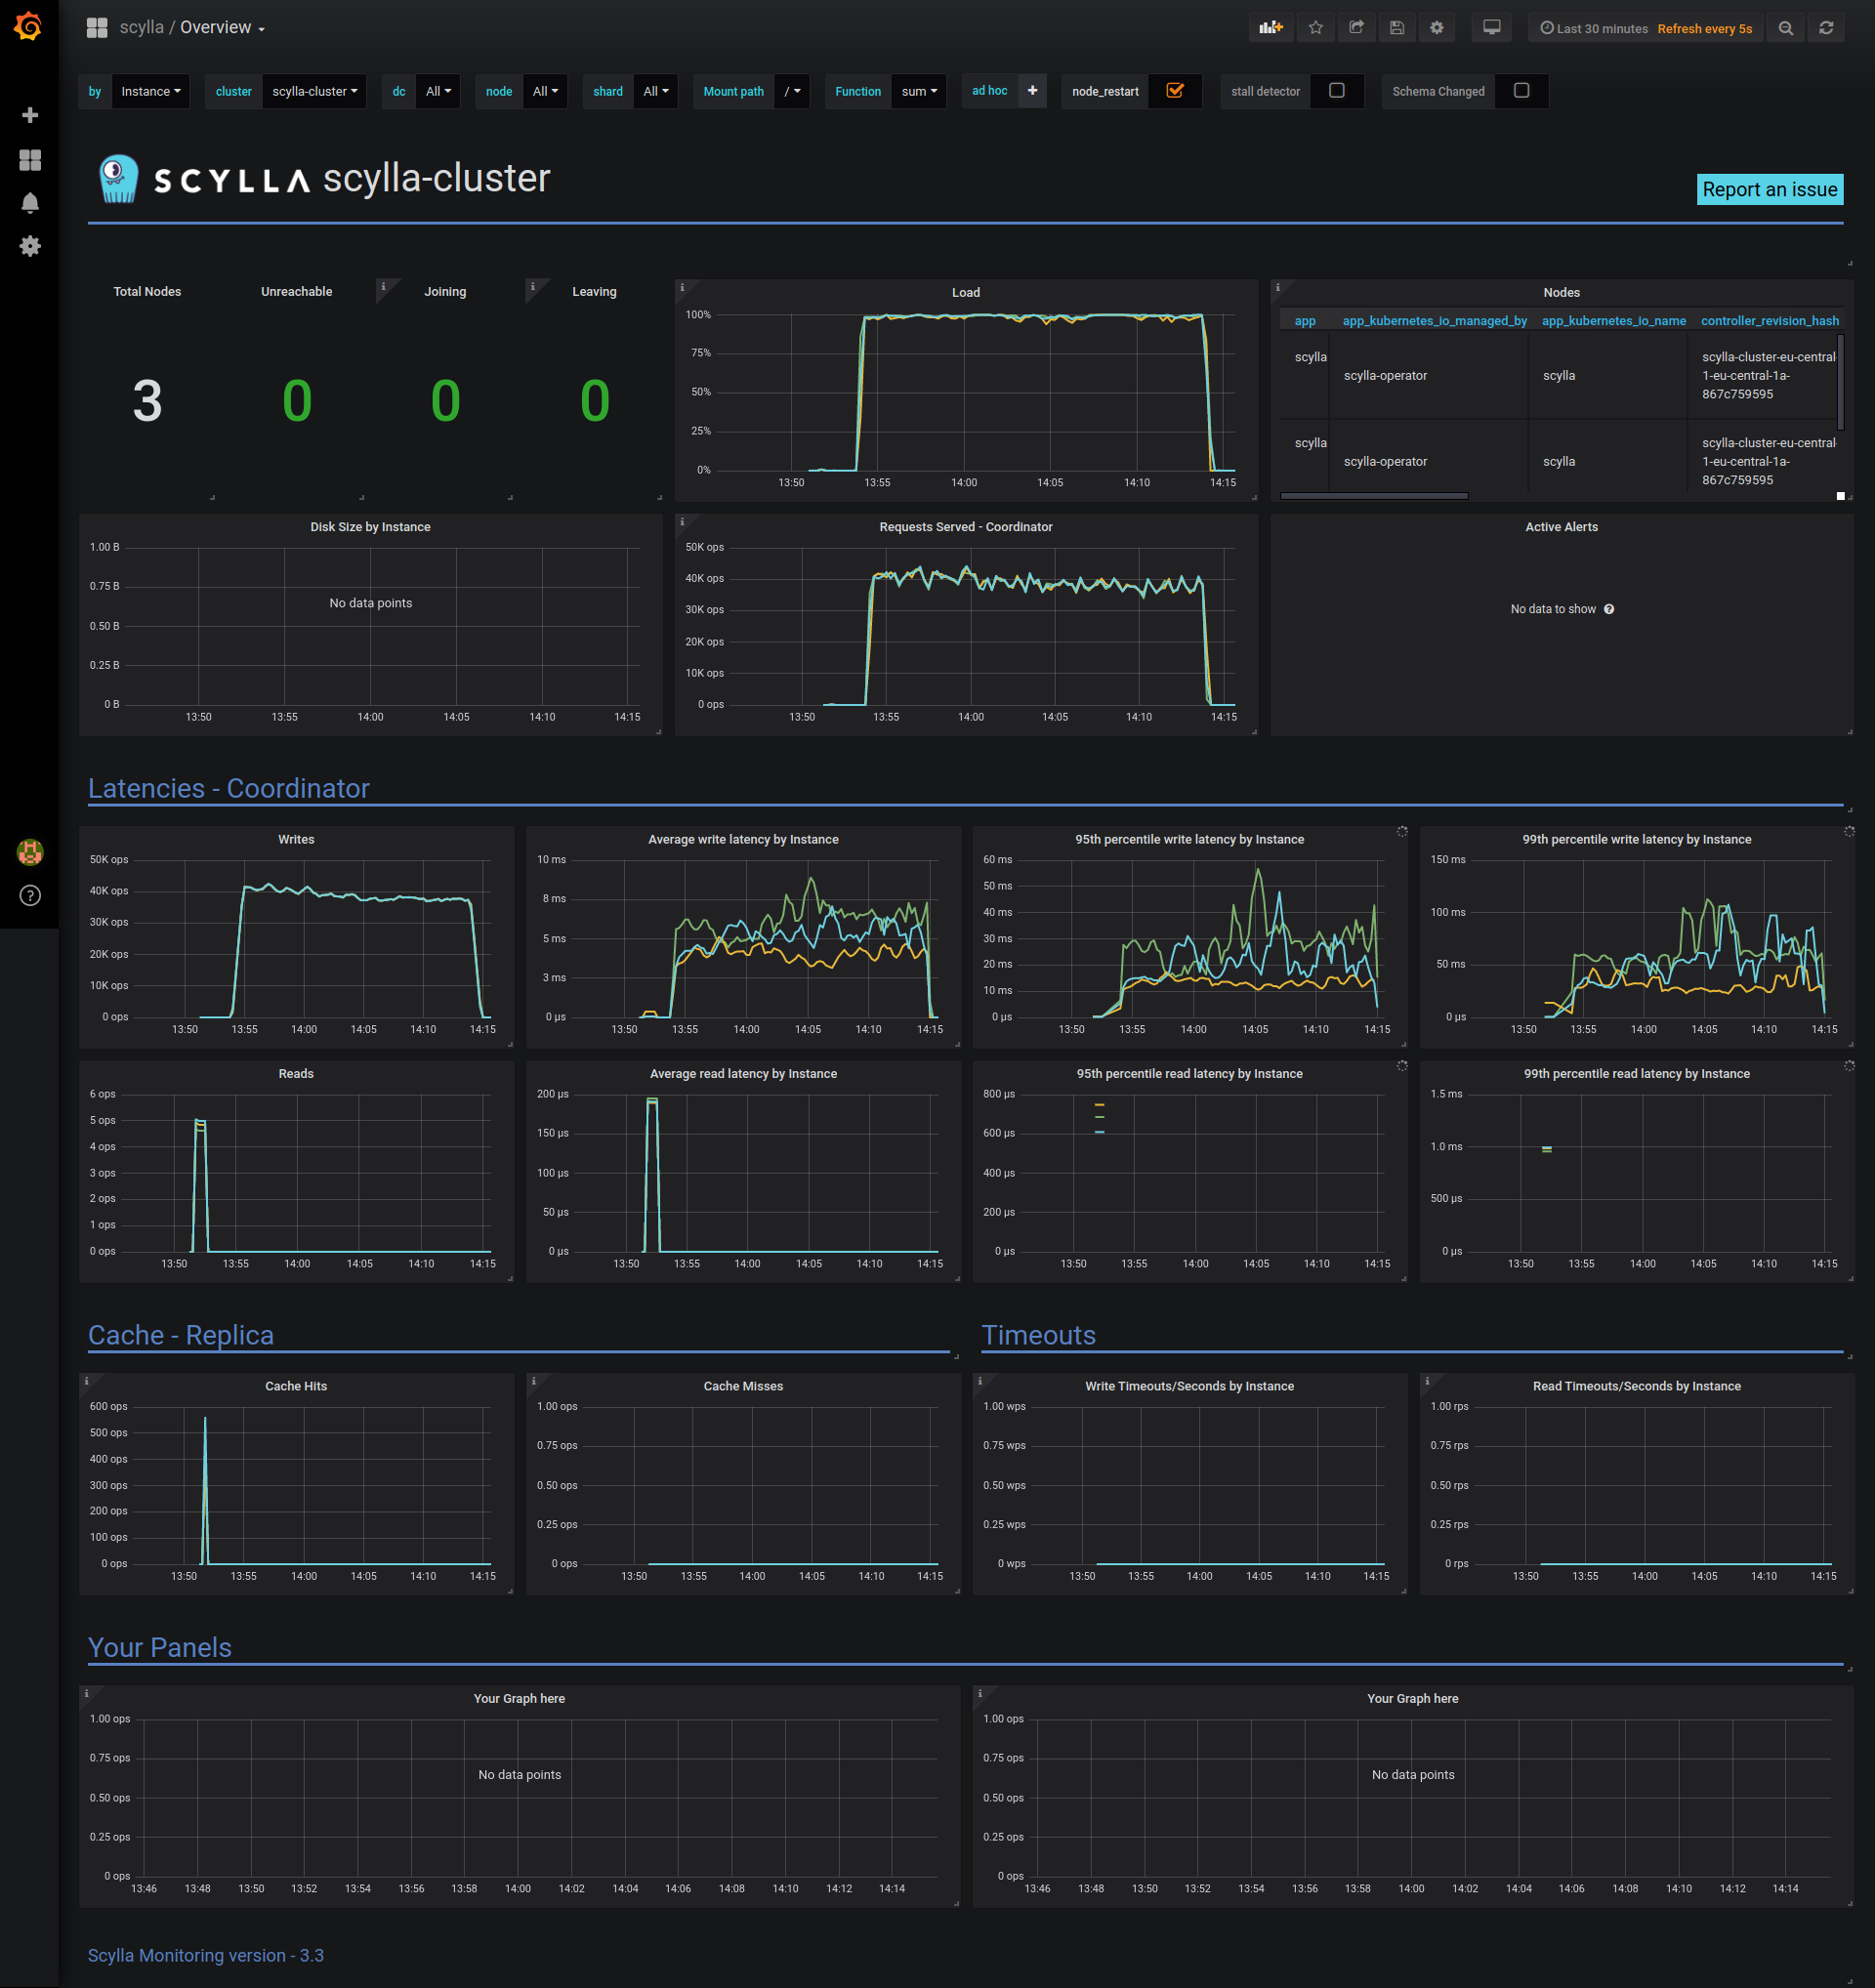 scylla / Overview
Last 30 minutes Refresh every 5s
by Instance cluster scylla-cluster dc All node All shard All Mount path / Function sum ad hoc node_restart stall detector Schema Changed
SCYLLA scylla-cluster
Report an issue
Total Nodes
3
Unreachable
0
Joining
0
Leaving
0
Load
100%
75%
50%
25%
0%
13:50 13:55 14:00 14:05 14:10 14:15
Nodes
app app_kubernetes_io_managed_by app_kubernetes_io_name controller_revision_hash
scylla scylla-operator scylla scylla-cluster-eu-central-
1-eu-central-1a-
867c759595
scylla scylla-operator scylla scylla-cluster-eu-central-
1-eu-central-1a-
867c759595
Disk Size by Instance
1.00 B
0.75 B
0.50 B
0.25 B
0 B
No data points
13:50 13:55 14:00 14:05 14:10 14:15
Requests Served - Coordinator
50K ops
40K ops
30K ops
20K ops
10K ops
0 ops
13:50 13:55 14:00 14:05 14:10 14:15
Active Alerts
No data to show
Latencies - Coordinator
Writes
50K ops
40K ops
30K ops
20K ops
10K ops
0 ops
13:50 13:55 14:00 14:05 14:10 14:15
Average write latency by Instance
10 ms
8 ms
5 ms
3 ms
0 µs
13:50 13:55 14:00 14:05 14:10 14:15
95th percentile write latency by Instance
60 ms
50 ms
40 ms
30 ms
20 ms
10 ms
0 µs
13:50 13:55 14:00 14:05 14:10 14:15
99th percentile write latency by Instance
150 ms
100 ms
50 ms
0 µs
13:50 13:55 14:00 14:05 14:10 14:15
Reads
6 ops
5 ops
4 ops
3 ops
2 ops
1 ops
0 ops
13:50 13:55 14:00 14:05 14:10 14:15
Average read latency by Instance
200 µs
150 µs
100 µs
50 µs
0 µs
13:50 13:55 14:00 14:05 14:10 14:15
95th percentile read latency by Instance
800 µs
600 µs
400 µs
200 µs
0 µs
13:50 13:55 14:00 14:05 14:10 14:15
99th percentile read latency by Instance
1.5 ms
1.0 ms
500 µs
0 µs
13:50 13:55 14:00 14:05 14:10 14:15
Cache - Replica
Timeouts
Cache Hits
600 ops
500 ops
400 ops
300 ops
200 ops
100 ops
0 ops
13:50 13:55 14:00 14:05 14:10 14:15
Cache Misses
1.00 ops
0.75 ops
0.50 ops
0.25 ops
0 ops
13:50 13:55 14:00 14:05 14:10 14:15
Write Timeouts/Seconds by Instance
1.00 wps
0.75 wps
0.50 wps
0.25 wps
0 wps
13:50 13:55 14:00 14:05 14:10 14:15
Read Timeouts/Seconds by Instance
1.00 rps
0.75 rps
0.50 rps
0.25 rps
0 rps
13:50 13:55 14:00 14:05 14:10 14:15
Your Panels
Your Graph here
1.00 ops
0.75 ops
0.50 ops
0.25 ops
0 ops
No data points
13:46 13:48 13:50 13:52 13:54 13:56 13:58 14:00 14:02 14:04 14:06 14:08 14:10 14:12 14:14
Your Graph here
1.00 ops
0.75 ops
0.50 ops
0.25 ops
0 ops
No data points
13:46 13:48 13:50 13:52 13:54 13:56 13:58 14:00 14:02 14:04 14:06 14:08 14:10 14:12 14:14
Scylla Monitoring version - 3.3